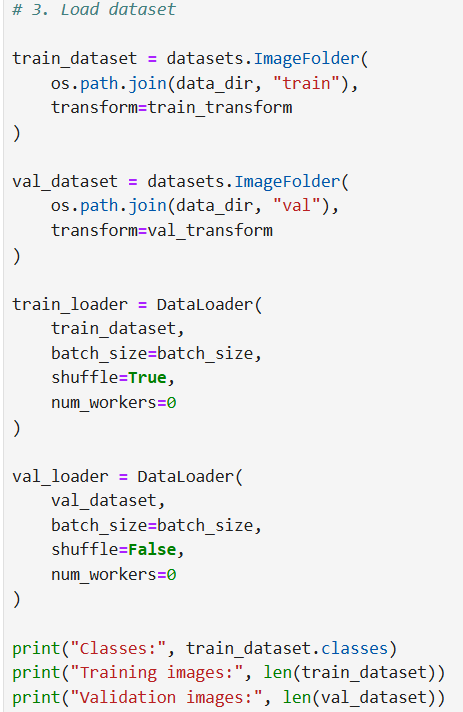 # 3. Load dataset
train_dataset = datasets.ImageFolder(
    os.path.join(data_dir, "train"),
    transform=train_transform
)
val_dataset = datasets.ImageFolder(
    os.path.join(data_dir, "val"),
    transform=val_transform
)
train_loader = DataLoader(
    train_dataset,
    batch_size=batch_size,
    shuffle=True,
    num_workers=0
)
val_loader = DataLoader(
    val_dataset,
    batch_size=batch_size,
    shuffle=False,
    num_workers=0
)
print("Classes:", train_dataset.classes)
print("Training images:", len(train_dataset))
print("Validation images:", len(val_dataset))